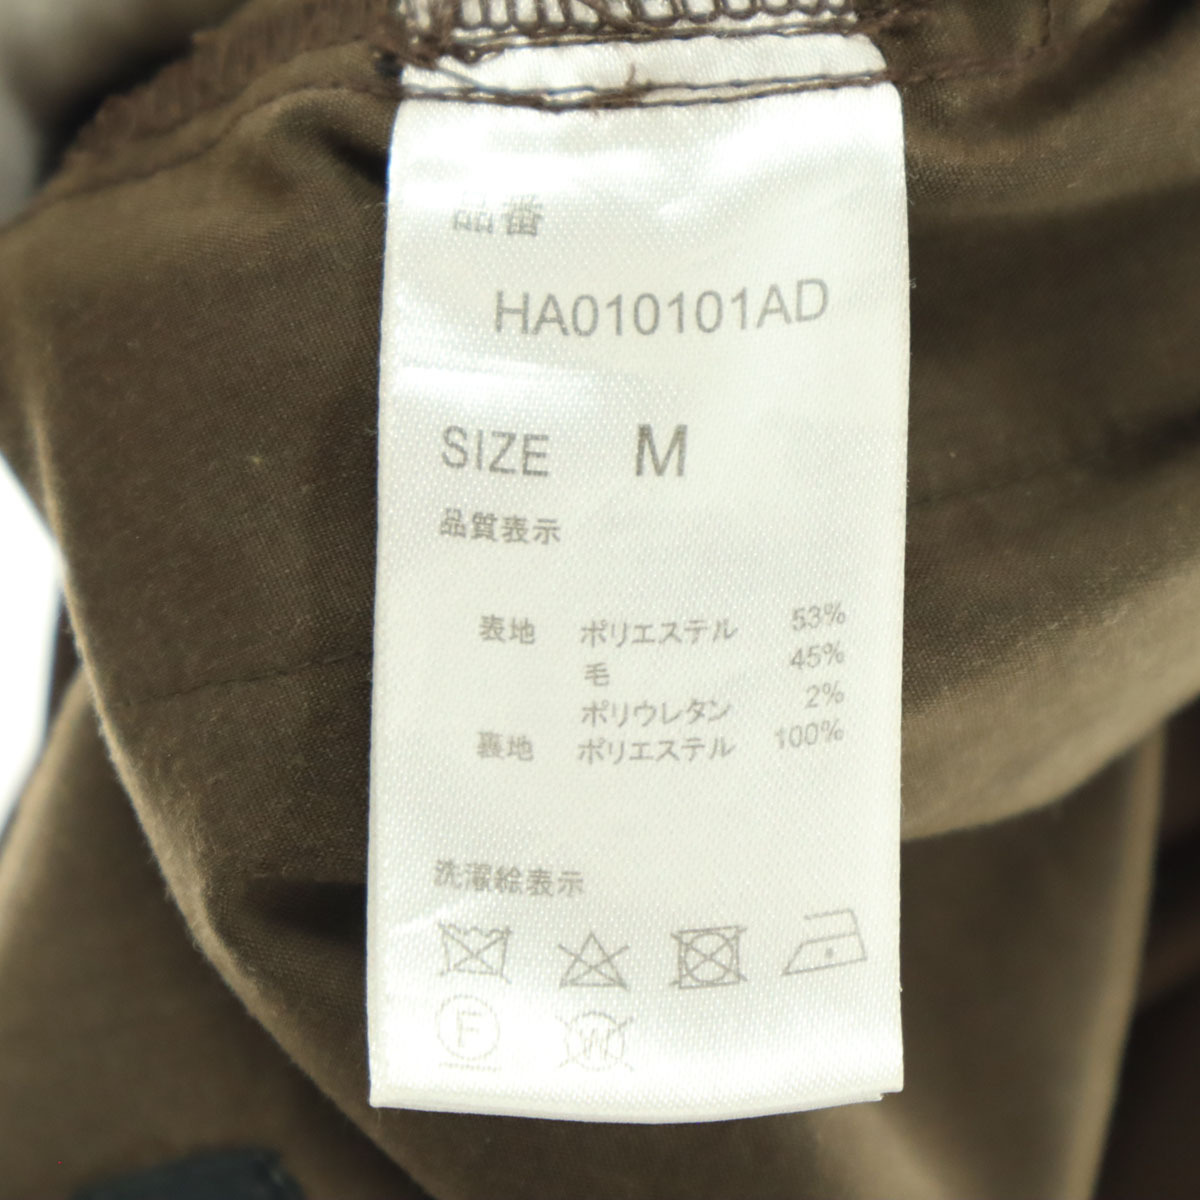 品番
HA010101AD
SIZE M
品質表示
表地 ポリエステル 53%
毛 45%
ポリウレタン 2%
裏地 ポリエステル 100%
洗濯絵表示
F W